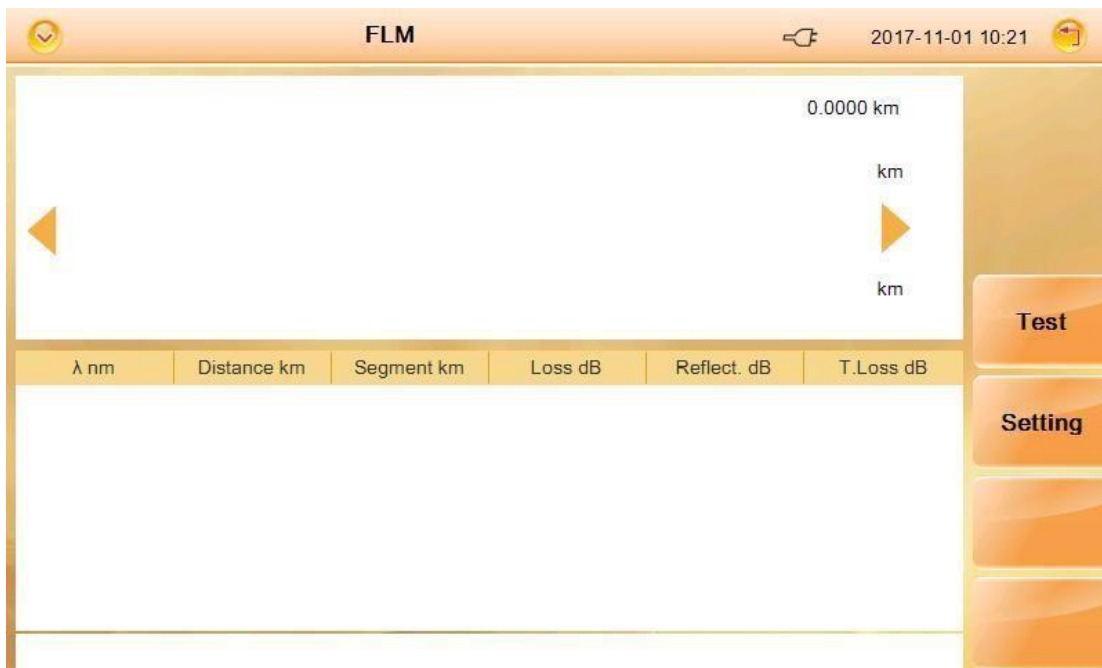 FLM 2017-11-01 10:21
0.0000 km
km
km
Test
λ nm Distance km Segment km Loss dB Reflect. dB T.Loss dB
Setting